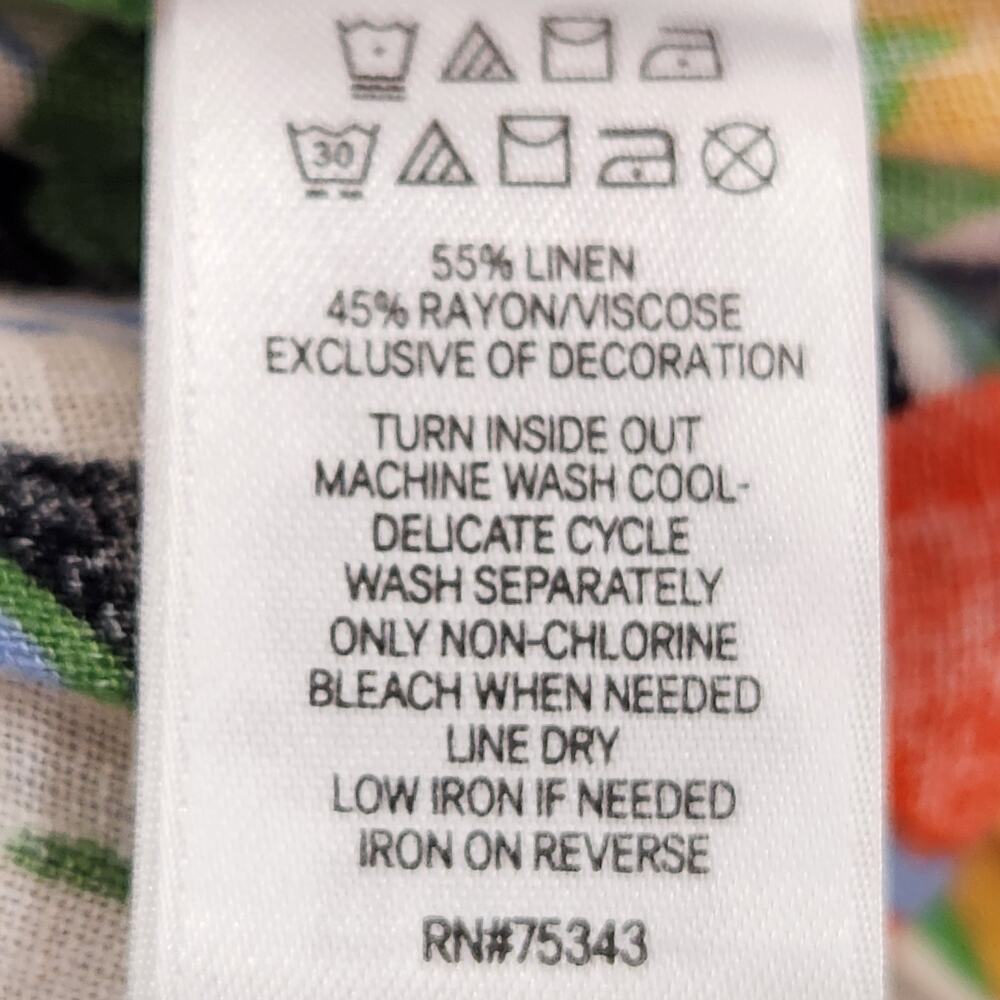 30
55% LINEN
45% RAYON/VISCOSE
EXCLUSIVE OF DECORATION
TURN INSIDE OUT
MACHINE WASH COOL-
DELICATE CYCLE
WASH SEPARATELY
ONLY NON-CHLORINE
BLEACH WHEN NEEDED
LINE DRY
LOW IRON IF NEEDED
IRON ON REVERSE
RN#75343